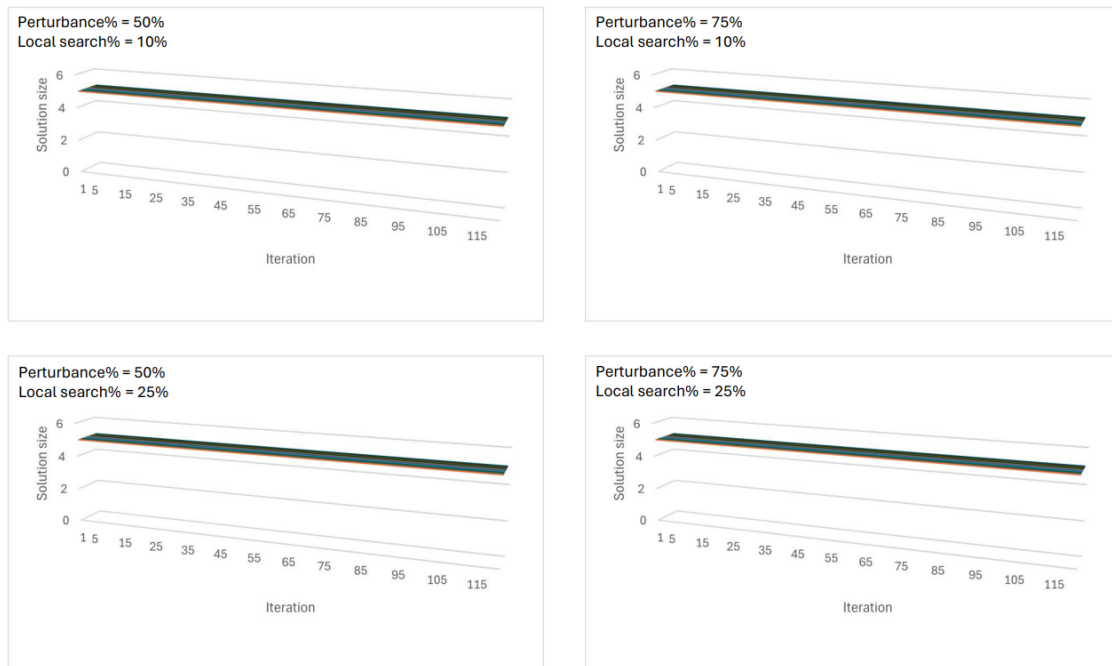 Perturbance% = 50%
Local search% = 10%
Solution size
6
4
2
0
1 5 15 25 35 45 55 65 75 85 95 105 115
Iteration
Perturbance% = 75%
Local search% = 10%
Solution size
6
4
2
0
1 5 15 25 35 45 55 65 75 85 95 105 115
Iteration
Perturbance% = 50%
Local search% = 25%
Solution size
6
4
2
0
1 5 15 25 35 45 55 65 75 85 95 105 115
Iteration
Perturbance% = 75%
Local search% = 25%
Solution size
6
4
2
0
1 5 15 25 35 45 55 65 75 85 95 105 115
Iteration